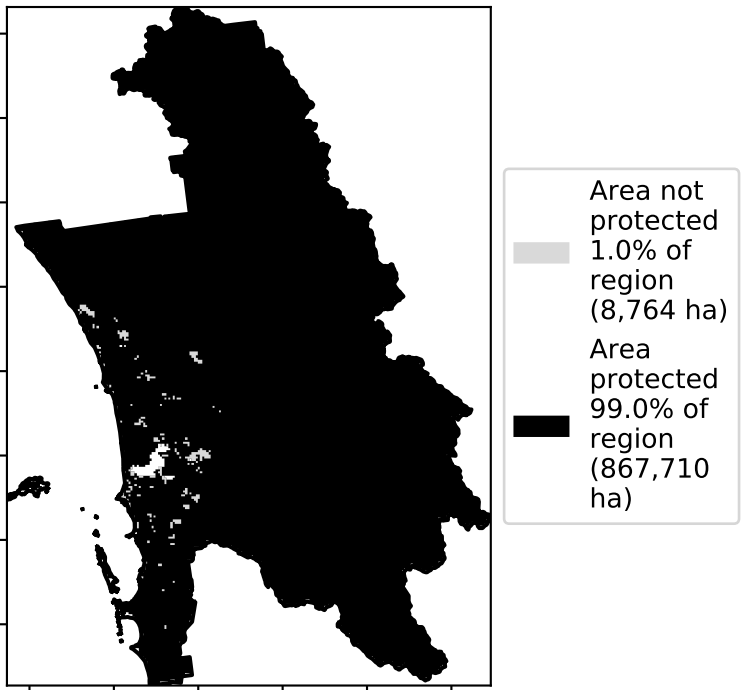 Area not
protected
1.0% of
region
(8,764 ha)
Area
protected
99.0% of
region
(867,710
ha)